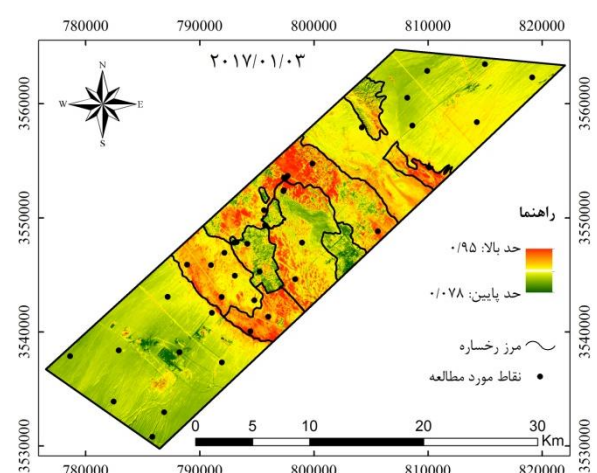 780000 790000 800000 810000 820000
۲۰۱۷/۰۱/۰۳
N
W E
S
3560000 3560000
3550000 3550000
3540000 3540000
3530000 3530000
راهنما
حد بالا: ۰/۹۵
حد پایین: ۰/۰۷۸
مرز رخساره
نقاط مورد مطالعه
0 5 10 20 30
Km
780000 790000 800000 810000 820000